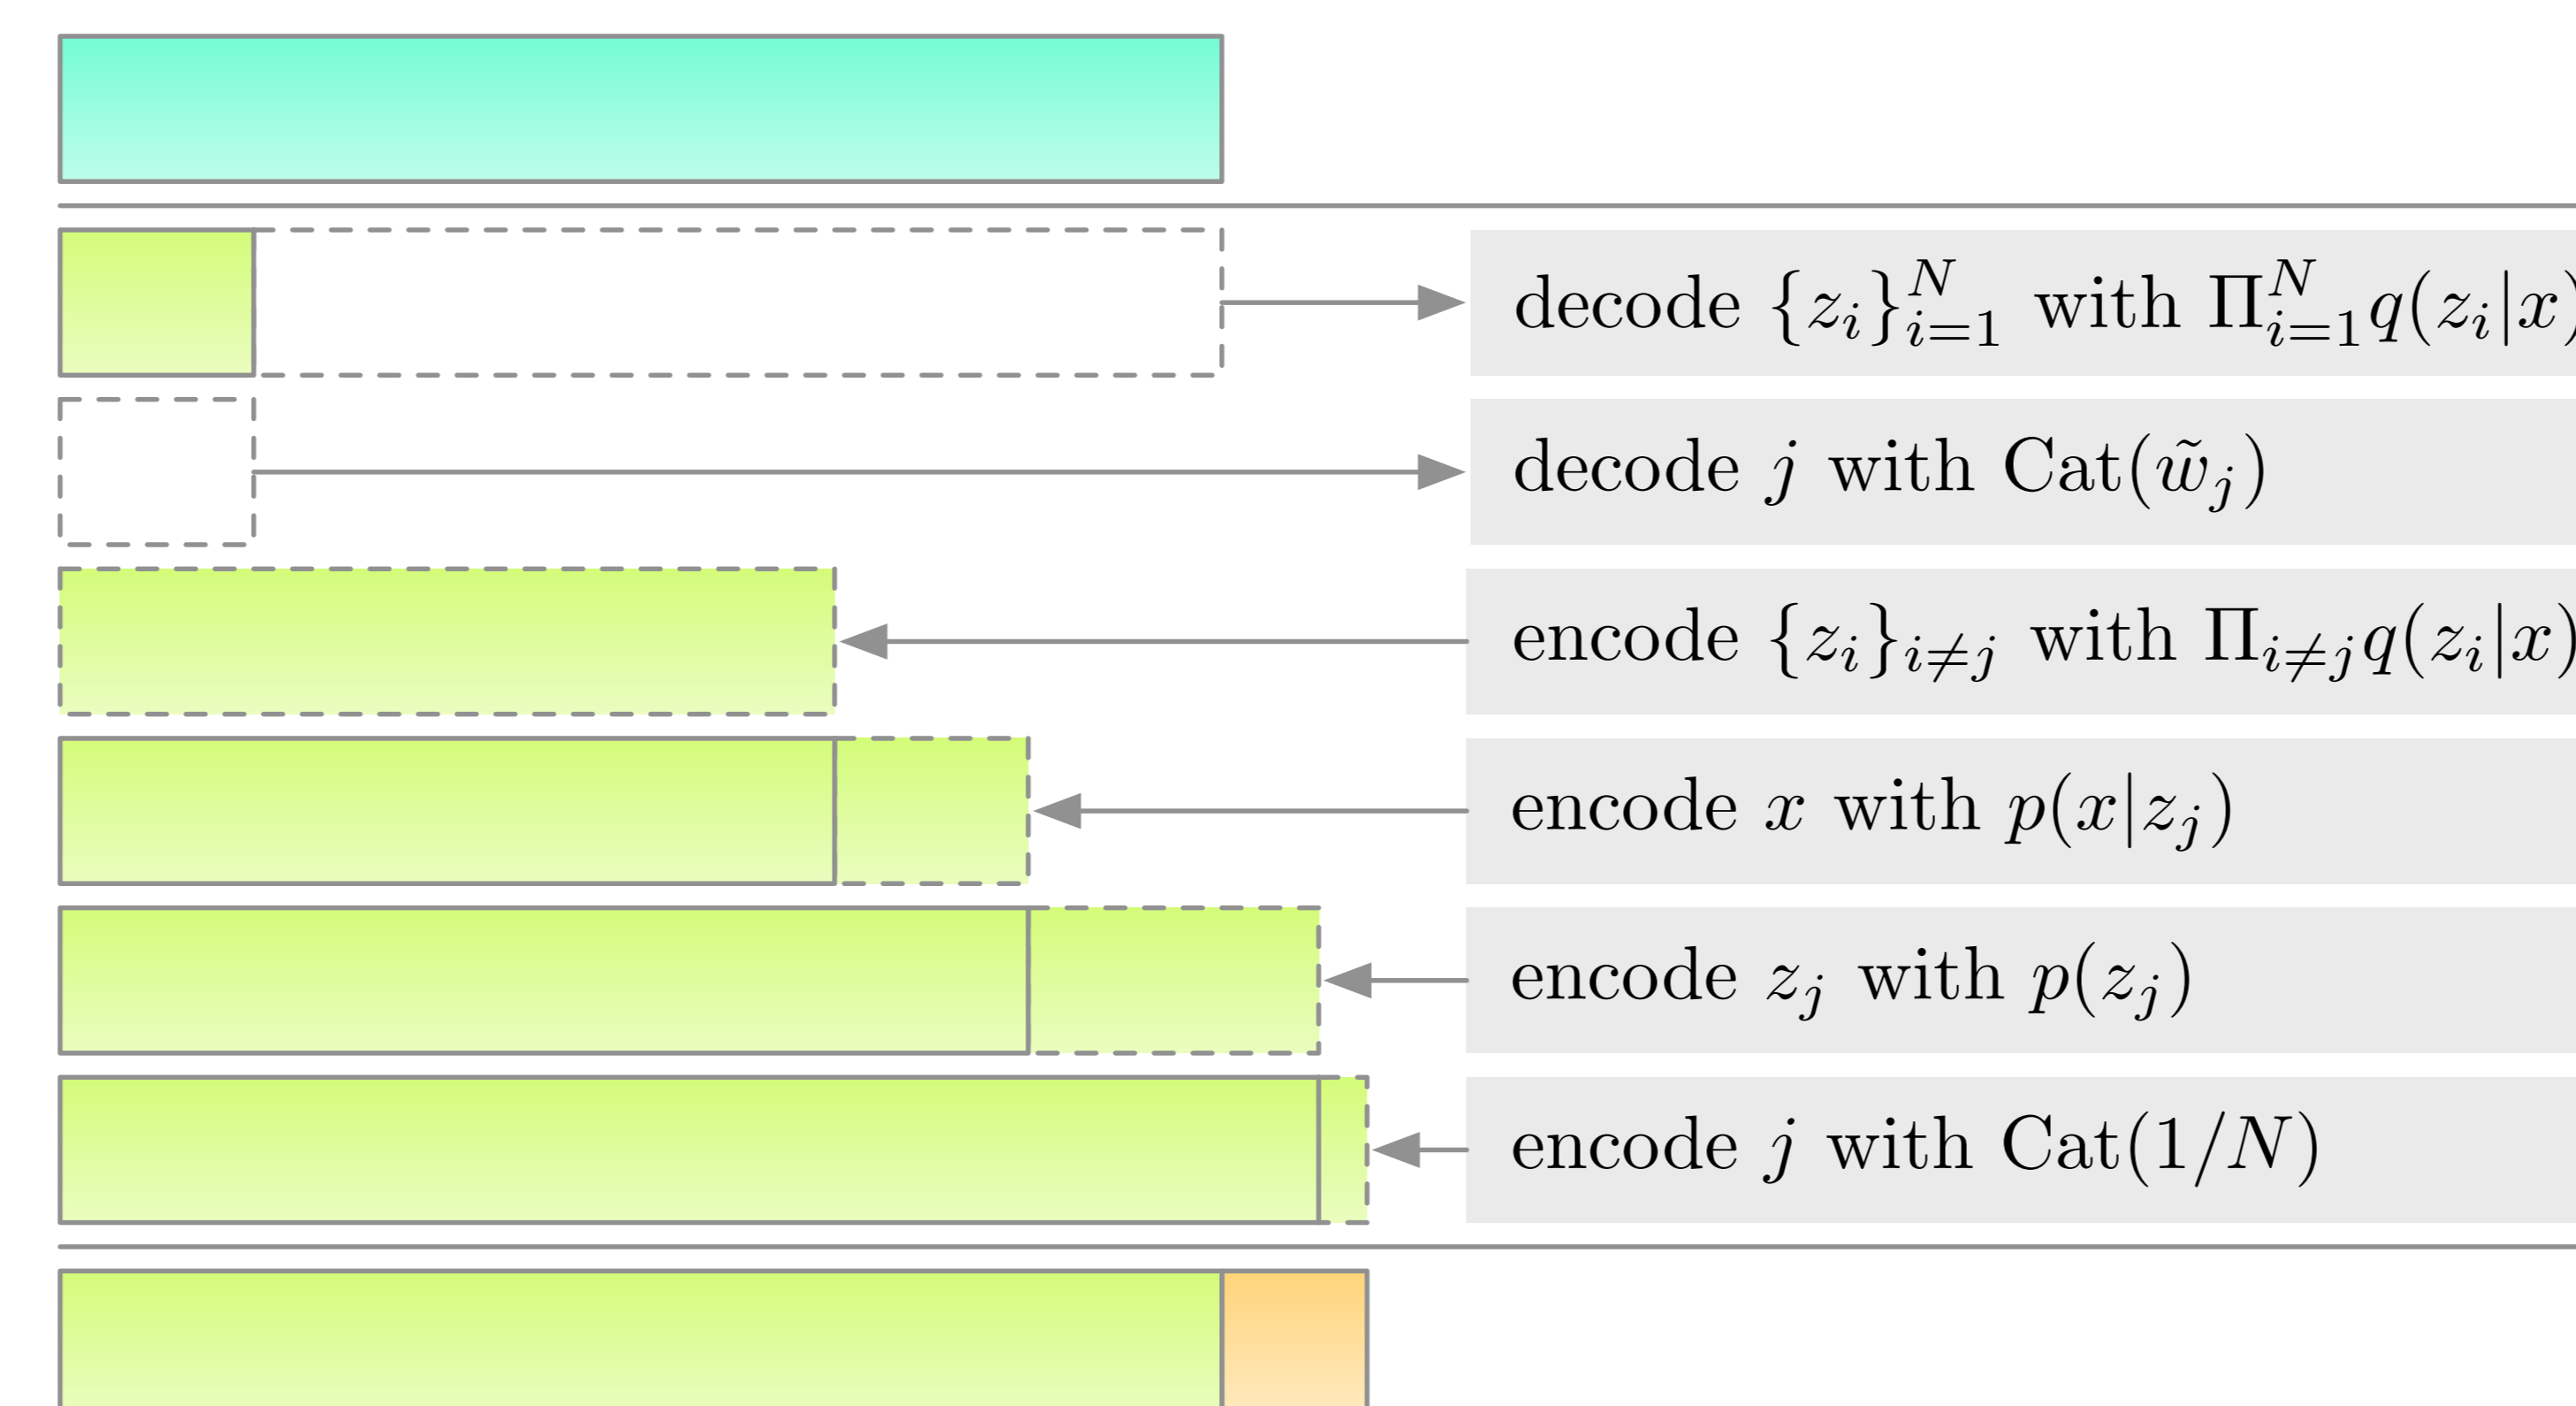 decode {z_i}_{i=1}^N with Π_{i=1}^N q(z_i|x)
decode j with Cat(w̃_j)
encode {z_i}_{i≠j} with Π_{i≠j} q(z_i|x)
encode x with p(x|z_j)
encode z_j with p(z_j)
encode j with Cat(1/N)